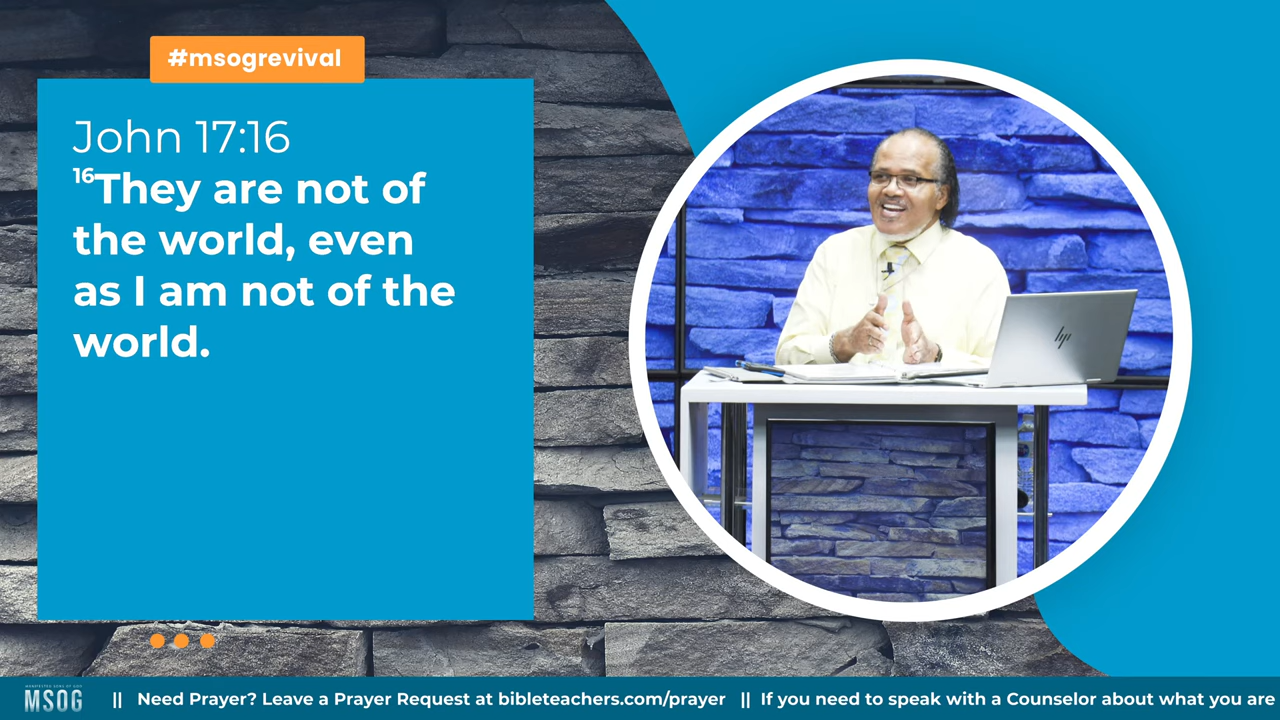 #msogrevival
John 17:16
16They are not of
the world, even
as I am not of the
world.
hp
MSOG
|| Need Prayer? Leave a Prayer Request at bibleteachers.com/prayer || If you need to speak with a Counselor about what you are